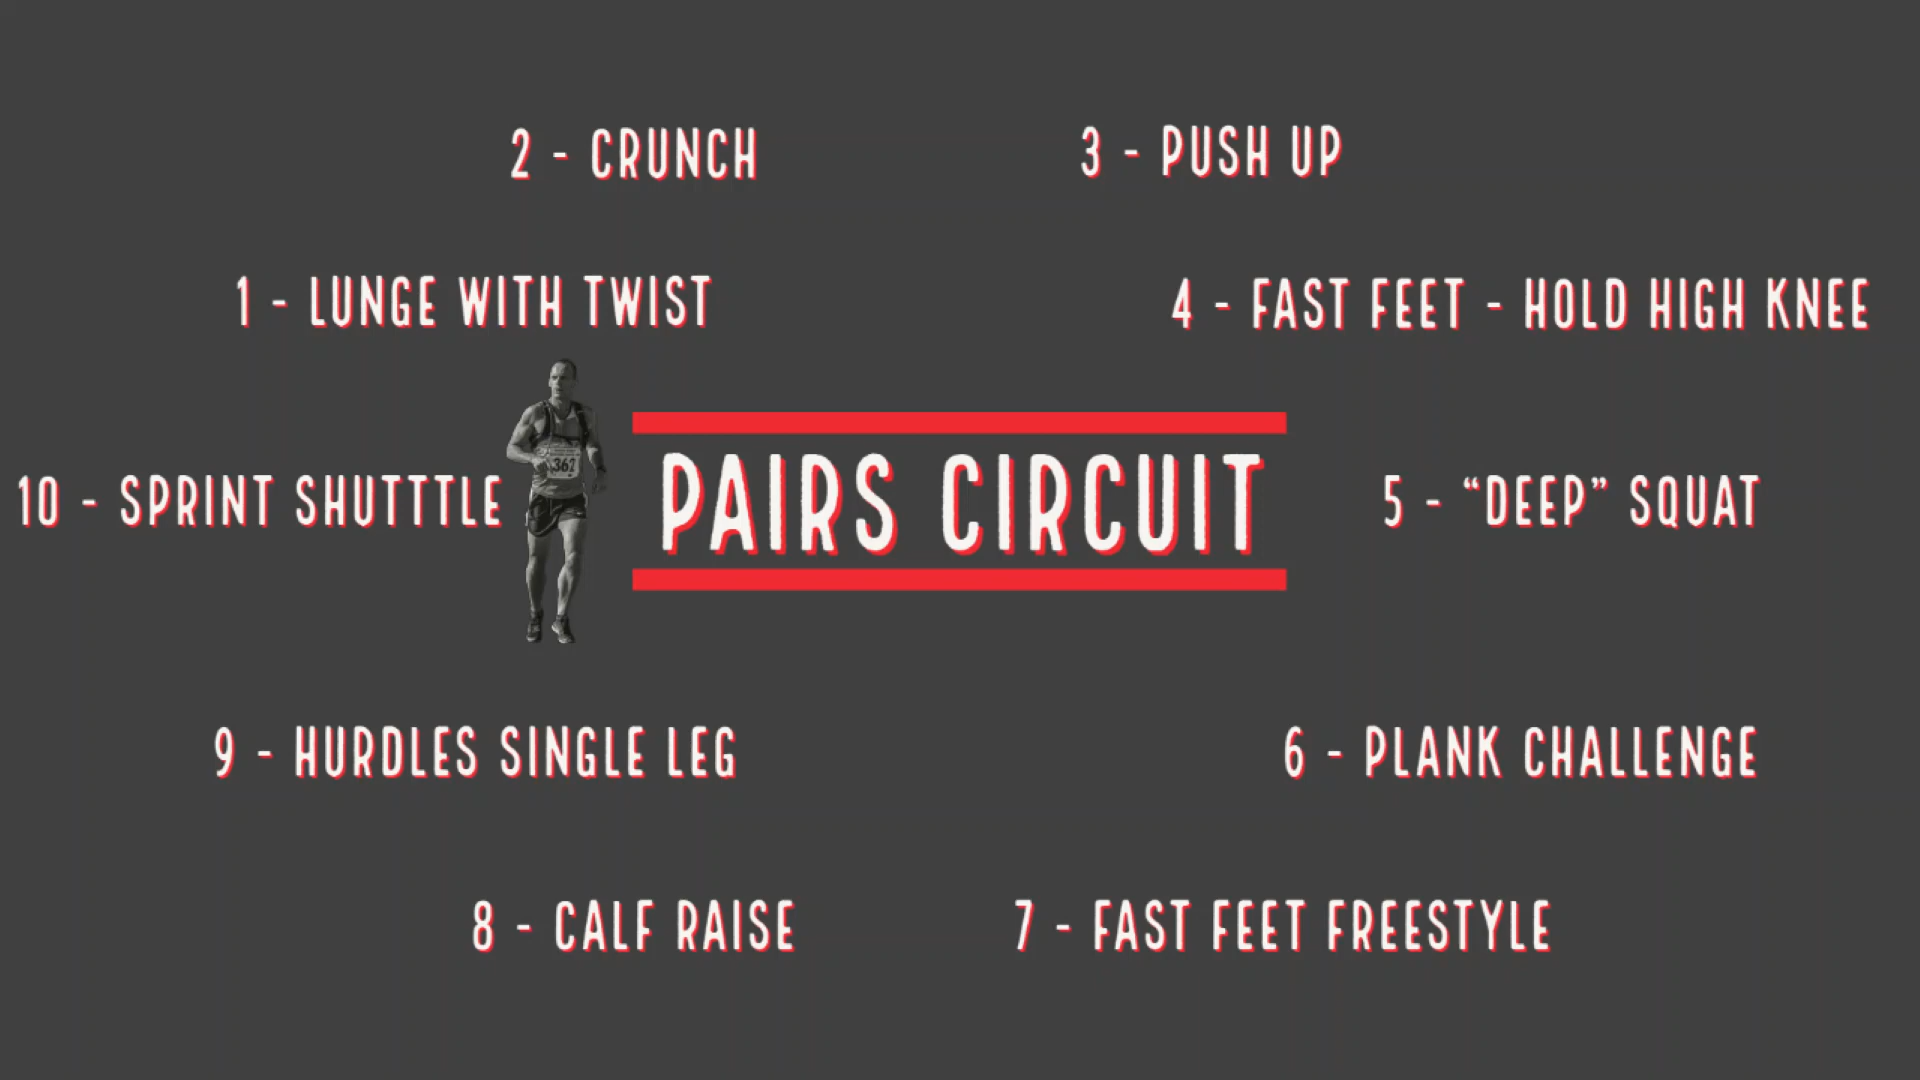 2 - CRUNCH
3 - PUSH UP
1 - LUNGE WITH TWIST
4 - FAST FEET - HOLD HIGH KNEE
362
10 - SPRINT SHUTTTLE
PAIRS CIRCUIT
5 - “DEEP” SQUAT
9 - HURDLES SINGLE LEG
6 - PLANK CHALLENGE
8 - CALF RAISE
7 - FAST FEET FREESTYLE